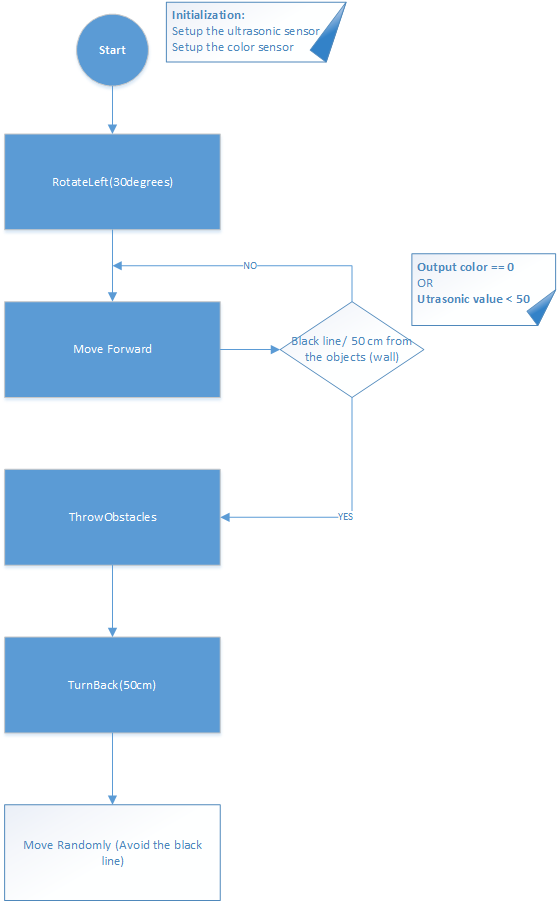 Start
Initialization:
Setup the ultrasonic sensor
Setup the color sensor
RotateLeft(30degrees)
NO
Output color == 0
OR
Utrasonic value < 50
Move Forward
Black line/ 50 cm from
the objects (wall)
ThrowObstacles
YES
TurnBack(50cm)
Move Randomly (Avoid the black
line)